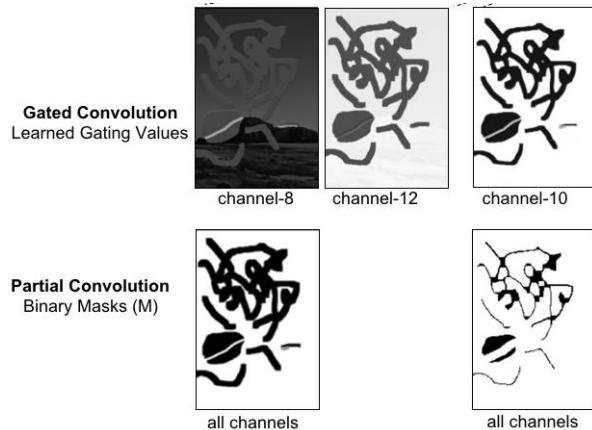 Gated Convolution
Learned Gating Values
channel-8
channel-12
channel-10
Partial Convolution
Binary Masks (M)
all channels
all channels